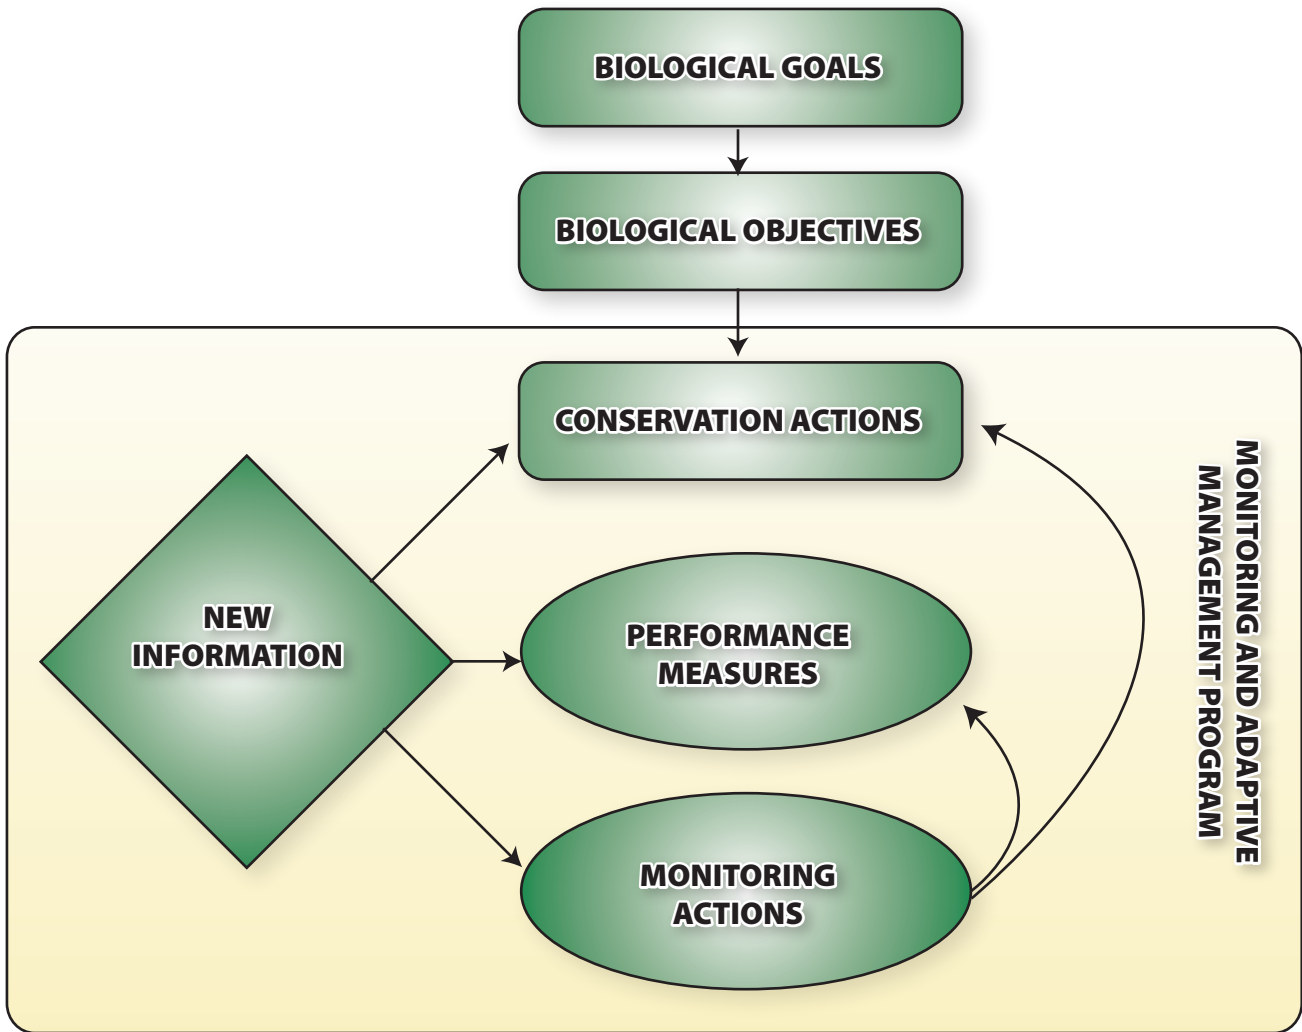 BIOLOGICAL GOALS
BIOLOGICAL OBJECTIVES
CONSERVATION ACTIONS
NEW
INFORMATION
PERFORMANCE
MEASURES
MONITORING
ACTIONS
MONITORING AND ADAPTIVE
MANAGEMENT PROGRAM